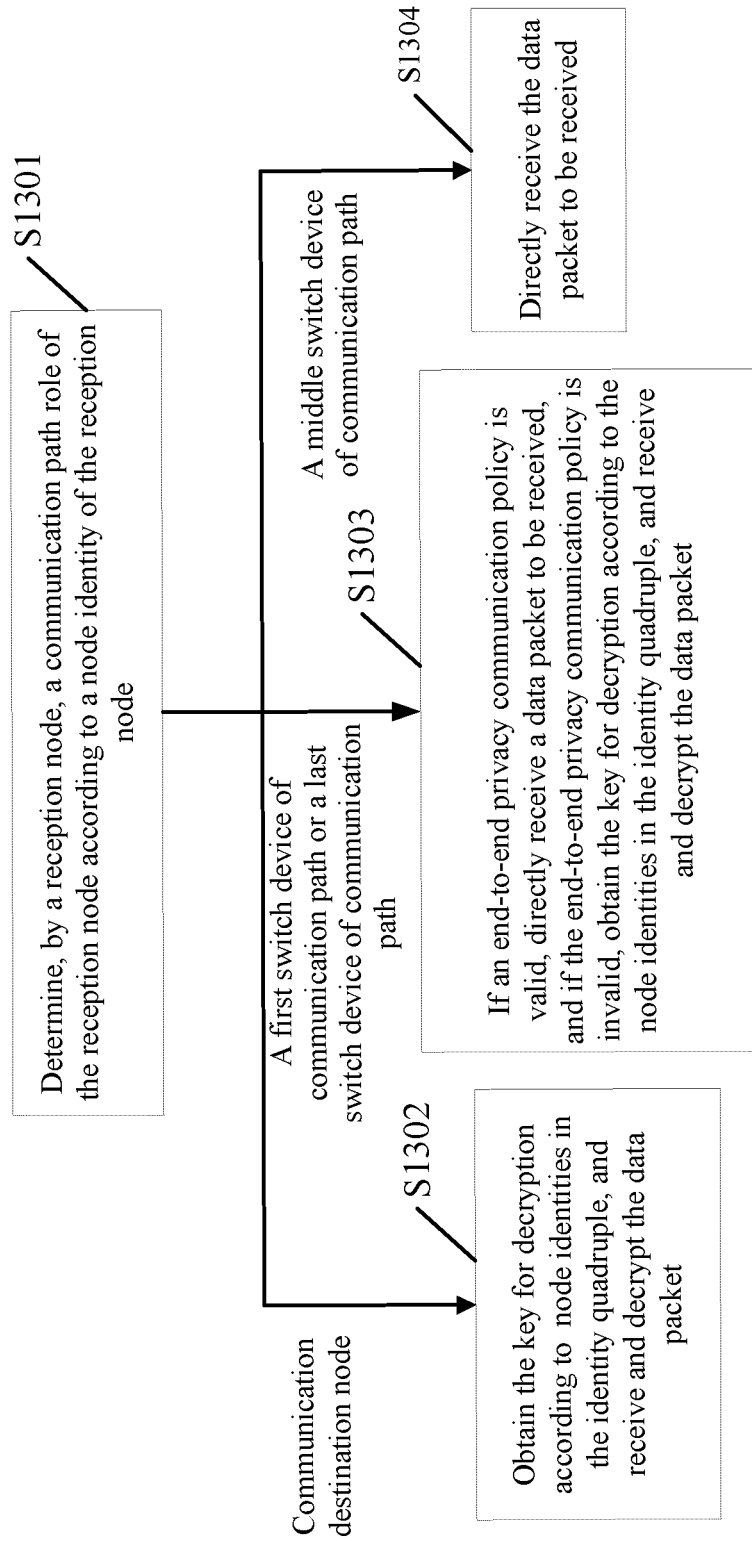 S1301
Determine, by a reception node, a communication path role of
the reception node according to a node identity of the reception
node
Communication
destination node
A first switch device of
communication path or a last
switch device of communication
path
A middle switch device
of communication path
S1302
Obtain the key for decryption
according to node identities in
the identity quadruple, and
receive and decrypt the data
packet
S1303
If an end-to-end privacy communication policy is
valid, directly receive a data packet to be received,
and if the end-to-end privacy communication policy is
invalid, obtain the key for decryption according to the
node identities in the identity quadruple, and receive
and decrypt the data packet
S1304
Directly receive the data
packet to be received